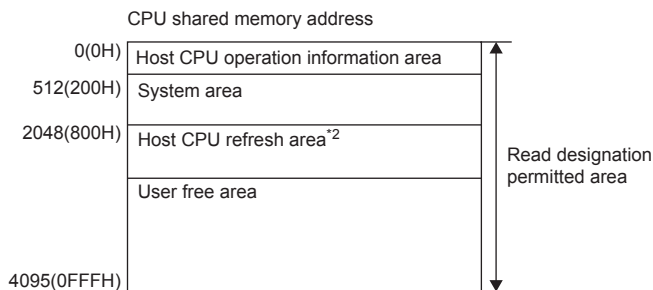 CPU shared memory address
0(0H) Host CPU operation information area
512(200H) System area
2048(800H) Host CPU refresh area*2
Read designation
permitted area
User free area
4095(0FFFH)